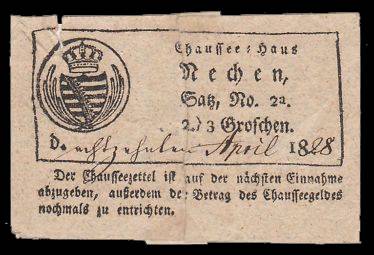 Chaussee-Haus
Nechen,
Satz, No. 2a.
2) 3 Groschen.
d. achtzehnten April 1828
Der Chausseezettel ist auf der nächsten Einnahme
abzugeben, außerdem der Betrag des Chausseegeldes
nochmals zu entrichten.